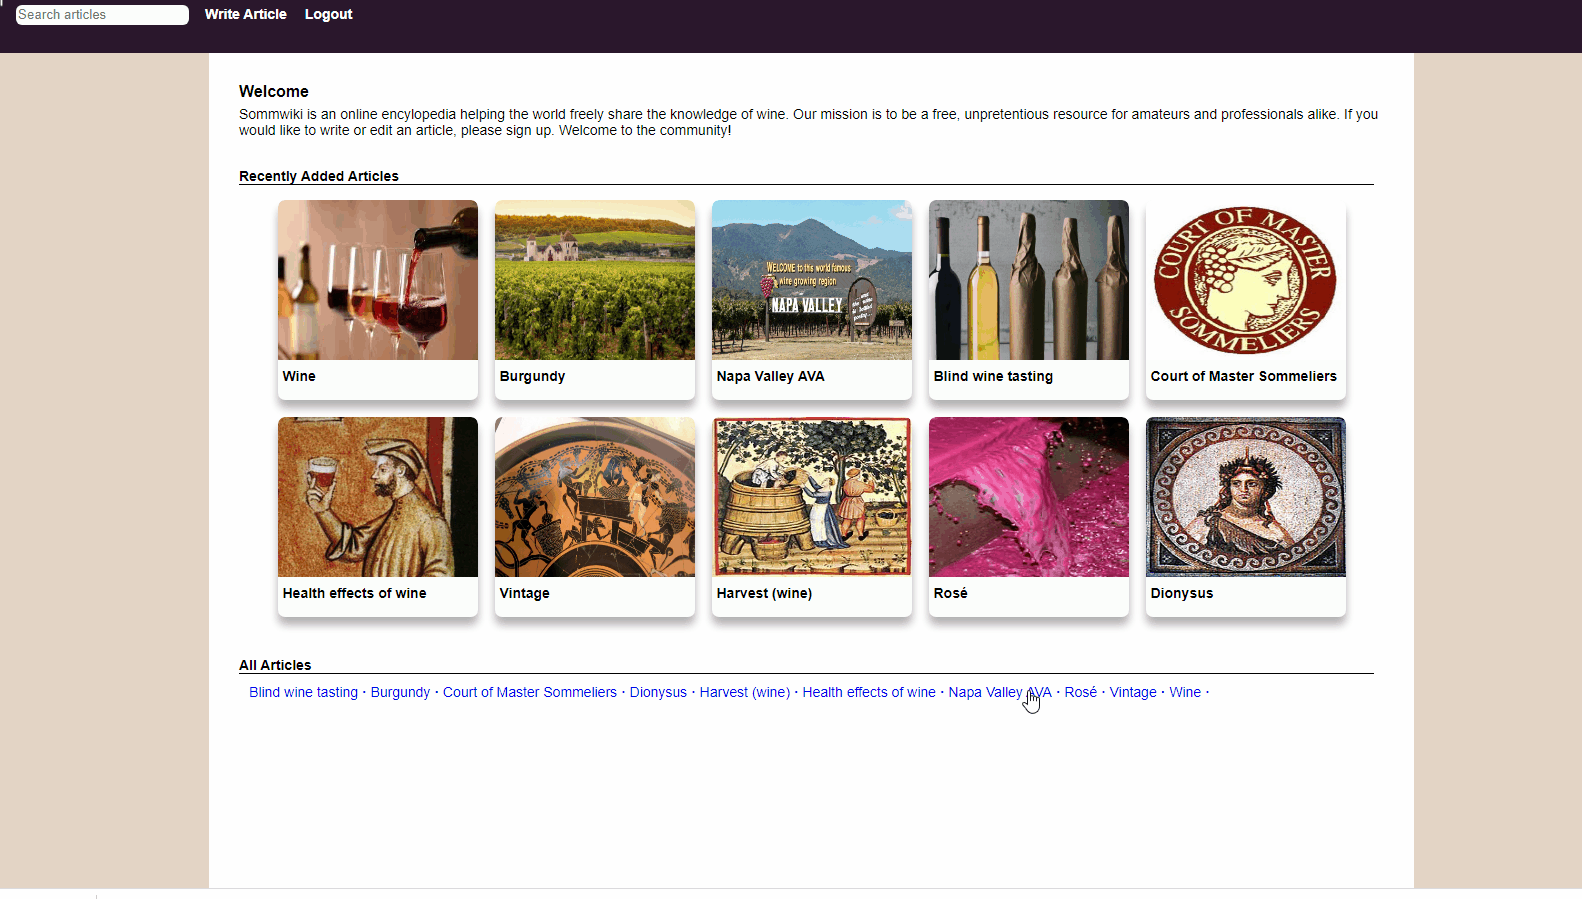 Search articles
Write Article
Logout
Welcome
Sommwiki is an online encylopedia helping the world freely share the knowledge of wine. Our mission is to be a free, unpretentious resource for amateurs and professionals alike. If you
would like to write or edit an article, please sign up. Welcome to the community!
Recently Added Articles
WELCOME to this world famous
wine growing region
NAPA VALLEY
COURT OF MASTER
SOMMELIERS
Wine
Burgundy
Napa Valley AVA
Blind wine tasting
Court of Master Sommeliers
Health effects of wine
Vintage
Harvest (wine)
Rosé
Dionysus
All Articles
Blind wine tasting · Burgundy · Court of Master Sommeliers · Dionysus · Harvest (wine) · Health effects of wine · Napa Valley AVA · Rosé · Vintage · Wine ·